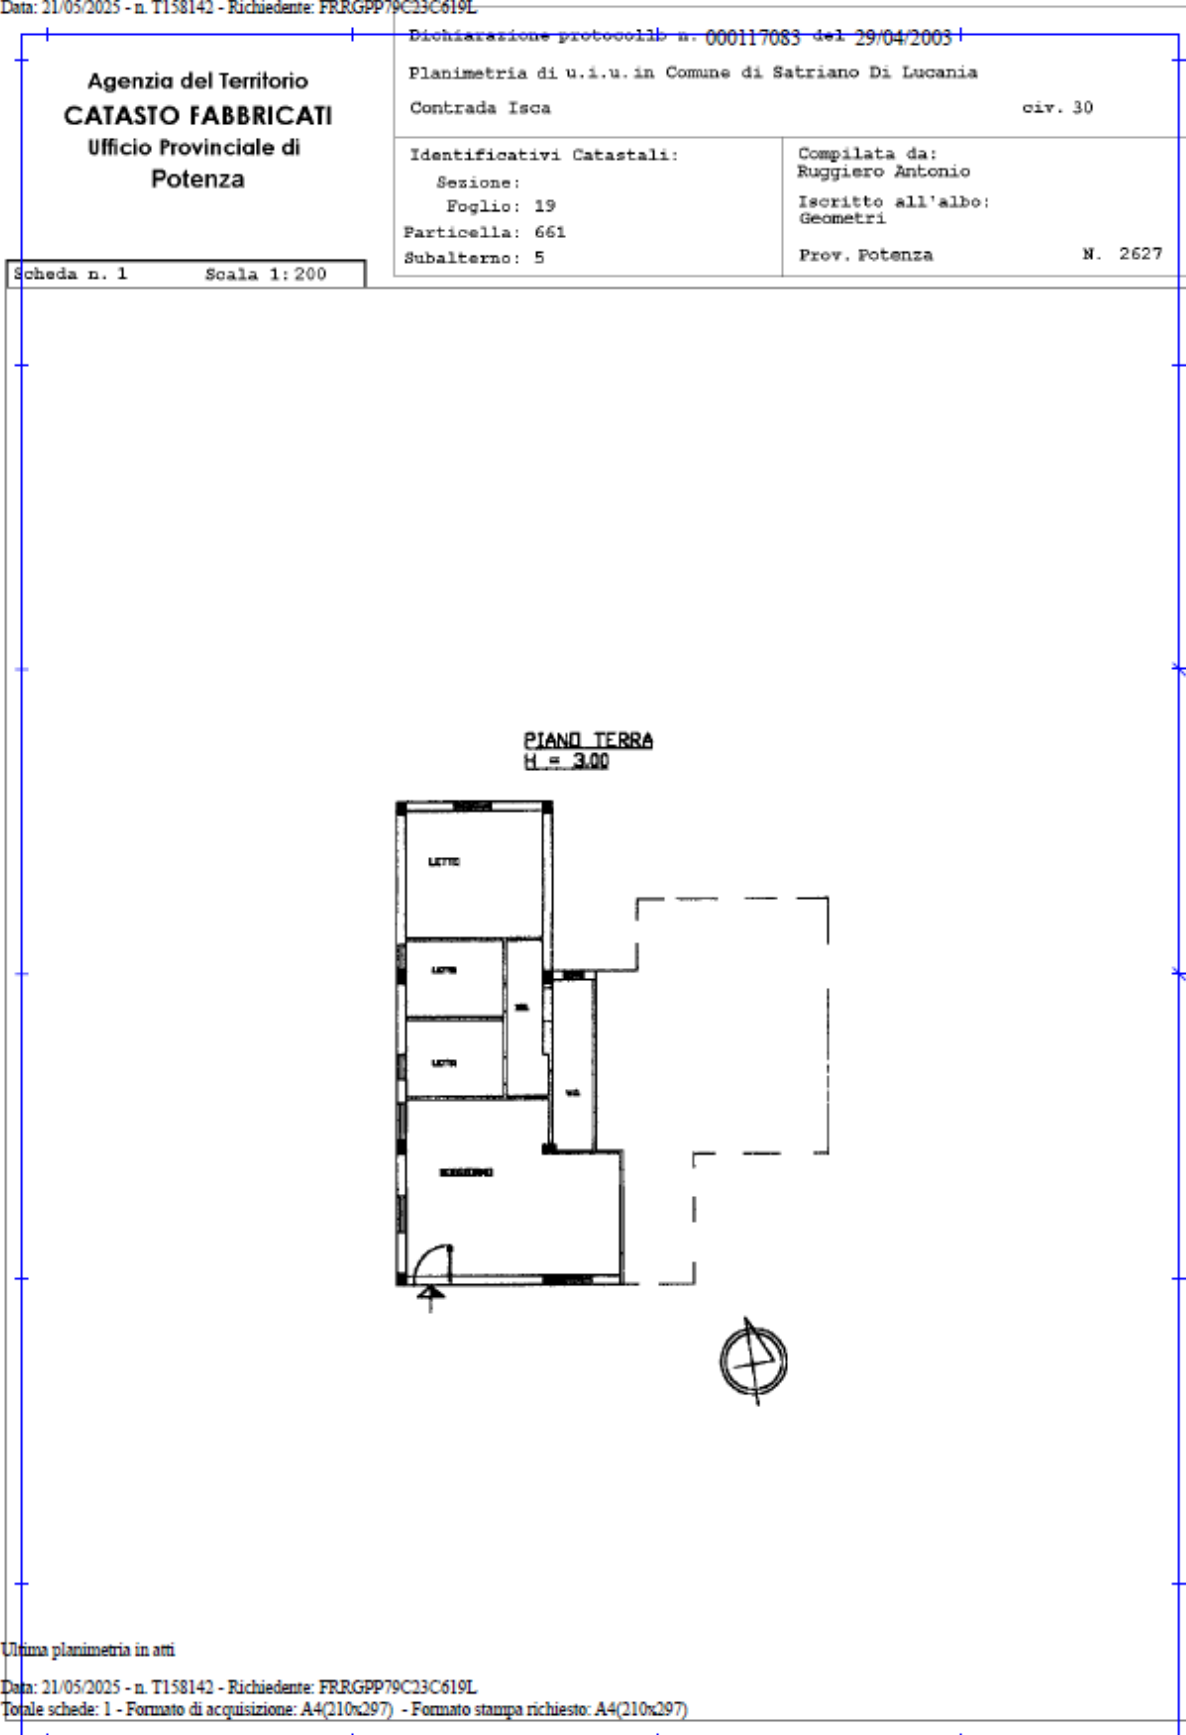 Data: 21/05/2025 - n. T158142 - Richiedente: FRRGPP79C23C619L
Agenzia del Territorio
CATASTO FABBRICATI
Ufficio Provinciale di
Potenza
Scheda n. 1 Scala 1:200
Dichiarazione protocollo n. 000117083 del 29/04/2003
Planimetria di u.i.u. in Comune di Satriano Di Lucania
Contrada Isca civ. 30
Identificativi Catastali:
Sezione:
Foglio: 19
Particella: 661
Subalterno: 5
Compilata da:
Ruggiero Antonio
Iscritto all'albo:
Geometri
Prov. Potenza N. 2627
PIANO TERRA
H = 3.00
LETTO
LETTO
LETTO
SOGGIORNO
Ultima planimetria in atti
Data: 21/05/2025 - n. T158142 - Richiedente: FRRGPP79C23C619L
Totale schede: 1 - Formato di acquisizione: A4(210x297) - Formato stampa richiesto: A4(210x297)